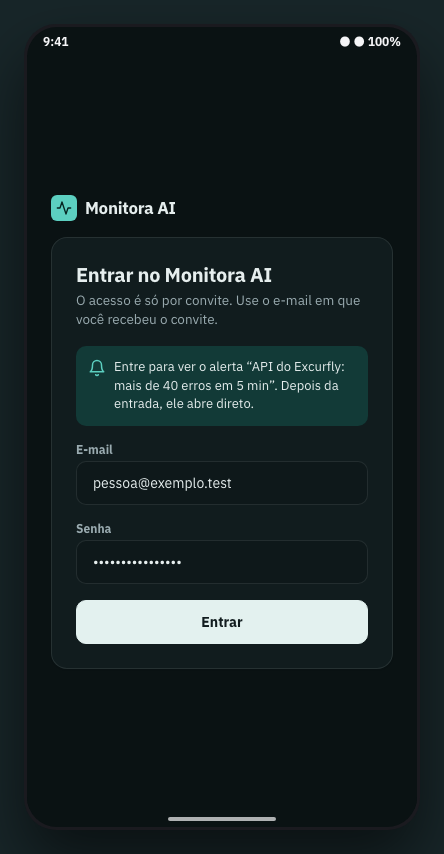 9:41
100%
Monitora AI
Entrar no Monitora AI
O acesso é só por convite. Use o e-mail em que
você recebeu o convite.
Entre para ver o alerta “API do Excurfly:
mais de 40 erros em 5 min”. Depois da
entrada, ele abre direto.
E-mail
pessoa@exemplo.test
Senha
••••••••••••••••
Entrar